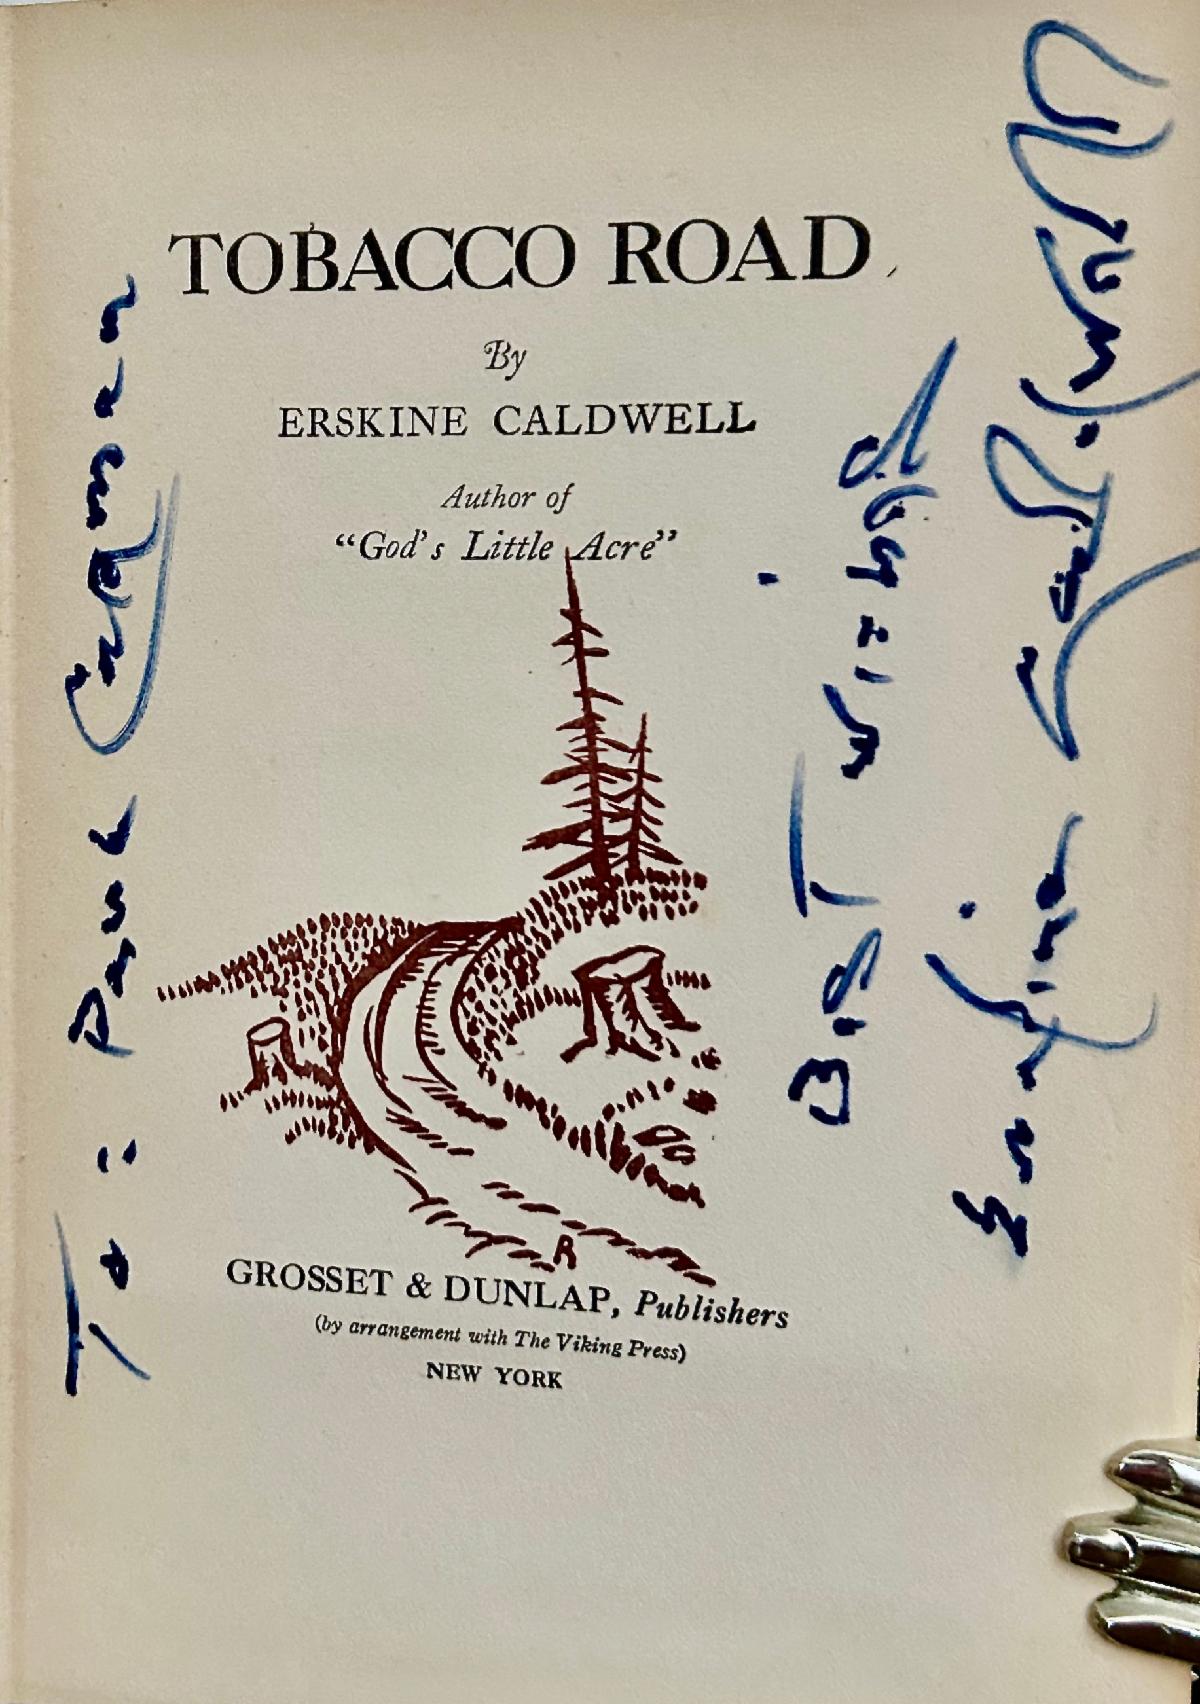 TOBACCO ROAD
By
ERSKINE CALDWELL
Author of
"God's Little Acre"
R
GROSSET & DUNLAP, Publishers
(by arrangement with The Viking Press)
NEW YORK
To: Paul Carman
Best wishes
Erskine Caldwell